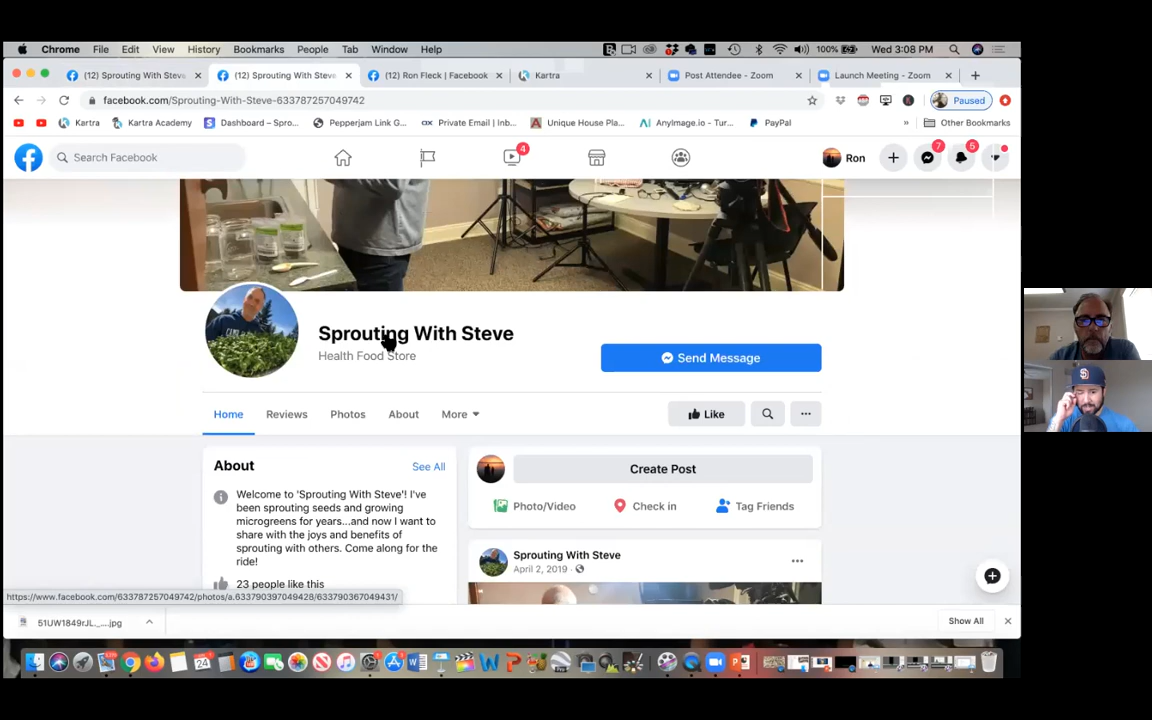 Chrome File Edit View History Bookmarks People Tab Window Help 100% Wed 3:08 PM
(12) Sprouting With Steve (12) Sprouting With Steve (12) Ron Fleck | Facebook Kartra Post Attendee - Zoom Launch Meeting - Zoom
facebook.com/Sprouting-With-Steve-633787257049742 Paused
Kartra Kartra Academy Dashboard – Spro... Pepperjam Link G... Private Email | Inb... Unique House Pla... AnyImage.io - Tur... PayPal » Other Bookmarks
Search Facebook 4 Ron 7 5
Sprouting With Steve
Health Food Store
Send Message
Home Reviews Photos About More Like
About See All
Create Post
Welcome to 'Sprouting With Steve'! I've
been sprouting seeds and growing
microgreens for years...and now I want to
share with the joys and benefits of
sprouting with others. Come along for the
ride!
Photo/Video Check in Tag Friends
Sprouting With Steve
April 2, 2019 ·
23 people like this
https://www.facebook.com/633787257049742/photos/a.633790397049428/633790367049431/
51UW1849rJL._....jpg Show All
24